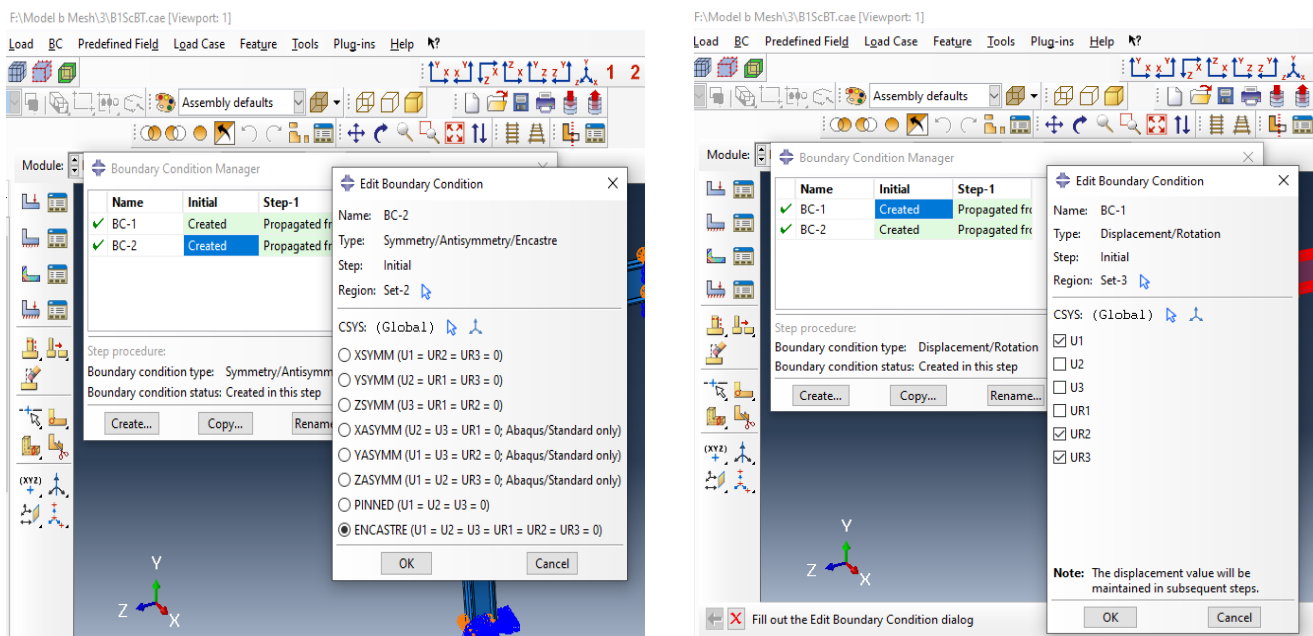 F:\Model b Mesh\3\B1ScBT.cae [Viewport: 1]
Load BC Predefined Field Load Case Feature Tools Plug-ins Help
1 2
Assembly defaults
Module:
Boundary Condition Manager
Name Initial Step-1
BC-1 Created Propagated fr
BC-2 Created Propagated fr
Step procedure:
Boundary condition type: Symmetry/Antisymm
Boundary condition status: Created in this step
Create... Copy... Renam
Edit Boundary Condition
Name: BC-2
Type: Symmetry/Antisymmetry/Encastre
Step: Initial
Region: Set-2
CSYS: (Global)
XSYMM (U1 = UR2 = UR3 = 0)
YSYMM (U2 = UR1 = UR3 = 0)
ZSYMM (U3 = UR1 = UR2 = 0)
XASYMM (U2 = U3 = UR1 = 0; Abaqus/Standard only)
YASYMM (U1 = U3 = UR2 = 0; Abaqus/Standard only)
ZASYMM (U1 = U2 = UR3 = 0; Abaqus/Standard only)
PINNED (U1 = U2 = U3 = 0)
ENCASTRE (U1 = U2 = U3 = UR1 = UR2 = UR3 = 0)
OK Cancel
(XYZ)
Y
Z
X
F:\Model b Mesh\3\B1ScBT.cae [Viewport: 1]
Load BC Predefined Field Load Case Feature Tools Plug-ins Help
Assembly defaults
Module:
Boundary Condition Manager
Name Initial Step-1
BC-1 Created Propagated frc
BC-2 Created Propagated frc
Step procedure:
Boundary condition type: Displacement/Rotation
Boundary condition status: Created in this step
Create... Copy... Rename...
Edit Boundary Condition
Name: BC-1
Type: Displacement/Rotation
Step: Initial
Region: Set-3
CSYS: (Global)
U1
U2
U3
UR1
UR2
UR3
Note: The displacement value will be
maintained in subsequent steps.
OK Cancel
(XYZ)
Y
Z
X
Fill out the Edit Boundary Condition dialog